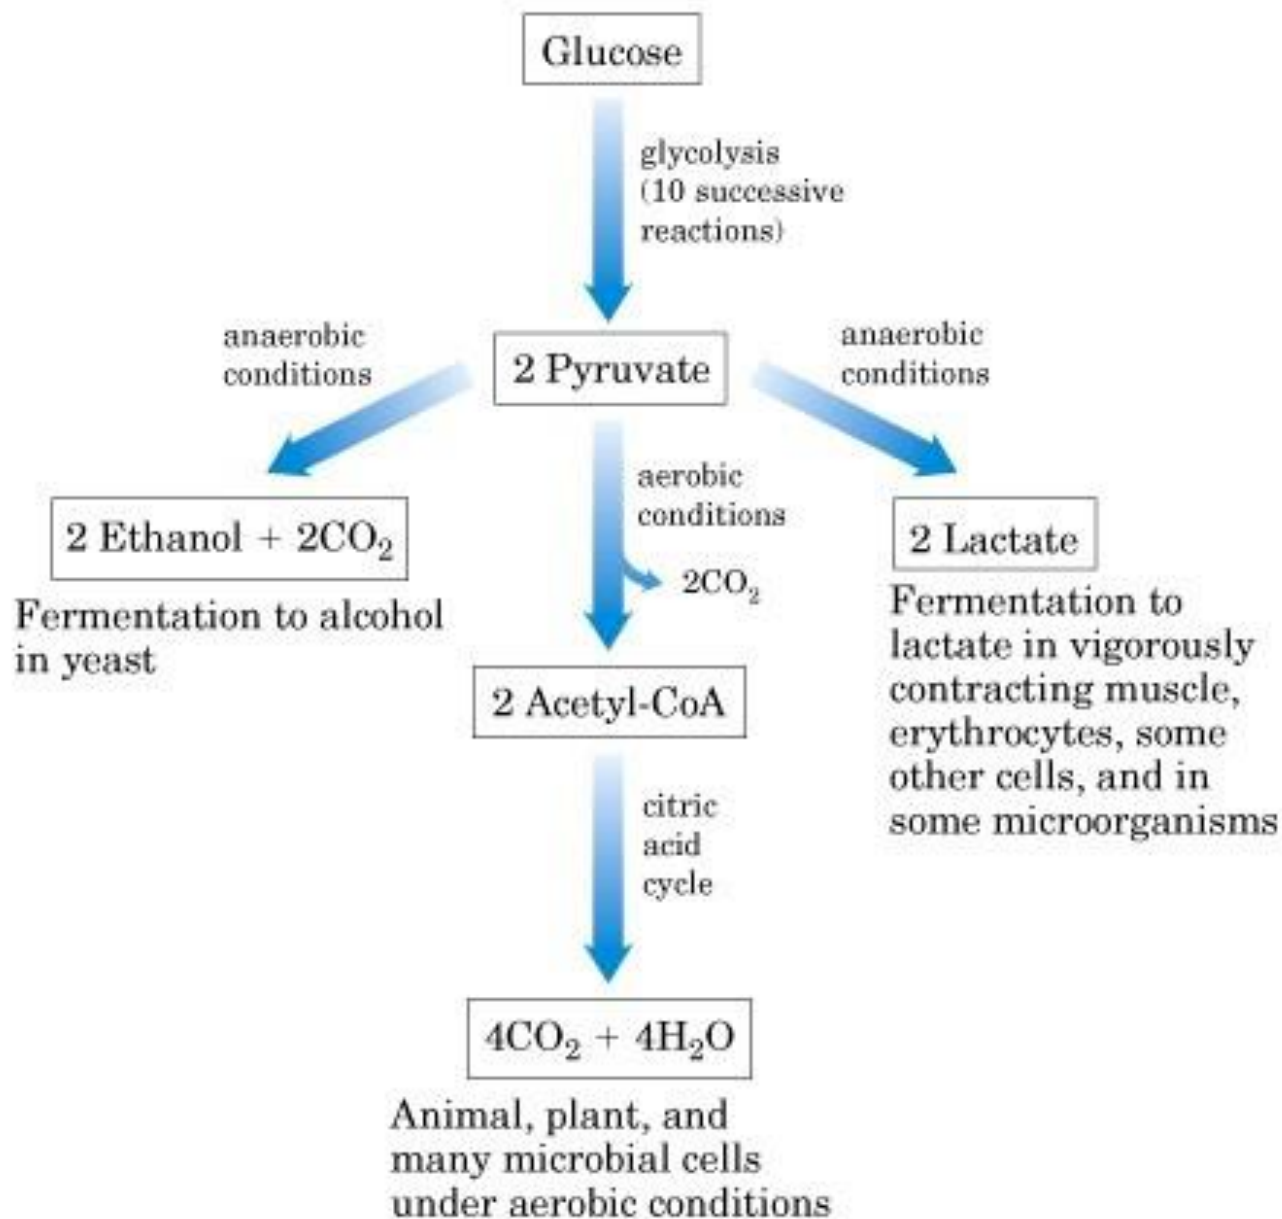 Glucose
glycolysis
(10 successive
reactions)
anaerobic
conditions
2 Pyruvate
anaerobic
conditions
2 Ethanol + 2CO₂
Fermentation to alcohol
in yeast
aerobic
conditions
2CO₂
2 Lactate
Fermentation to
lactate in vigorously
contracting muscle,
erythrocytes, some
other cells, and in
some microorganisms
2 Acetyl-CoA
citric
acid
cycle
4CO₂ + 4H₂O
Animal, plant, and
many microbial cells
under aerobic conditions